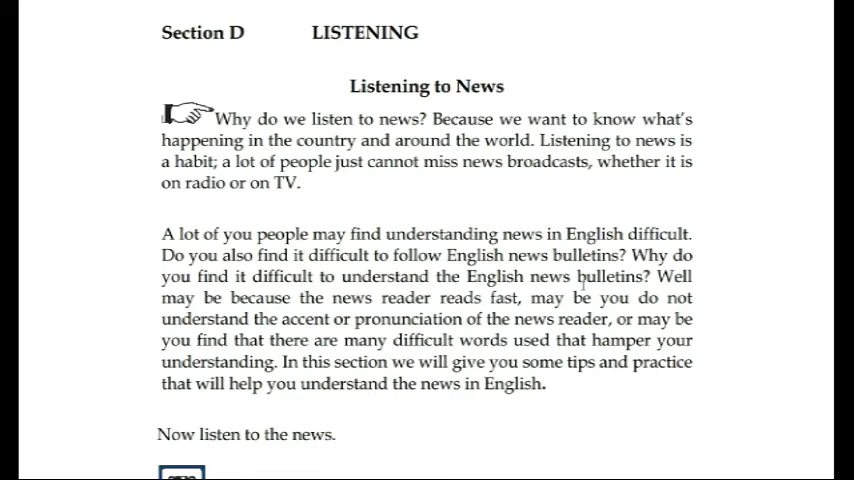 Section D LISTENING
Listening to News
Why do we listen to news? Because we want to know what's
happening in the country and around the world. Listening to news is
a habit; a lot of people just cannot miss news broadcasts, whether it is
on radio or on TV.
A lot of you people may find understanding news in English difficult.
Do you also find it difficult to follow English news bulletins? Why do
you find it difficult to understand the English news bulletins? Well
may be because the news reader reads fast, may be you do not
understand the accent or pronunciation of the news reader, or may be
you find that there are many difficult words used that hamper your
understanding. In this section we will give you some tips and practice
that will help you understand the news in English.
Now listen to the news.